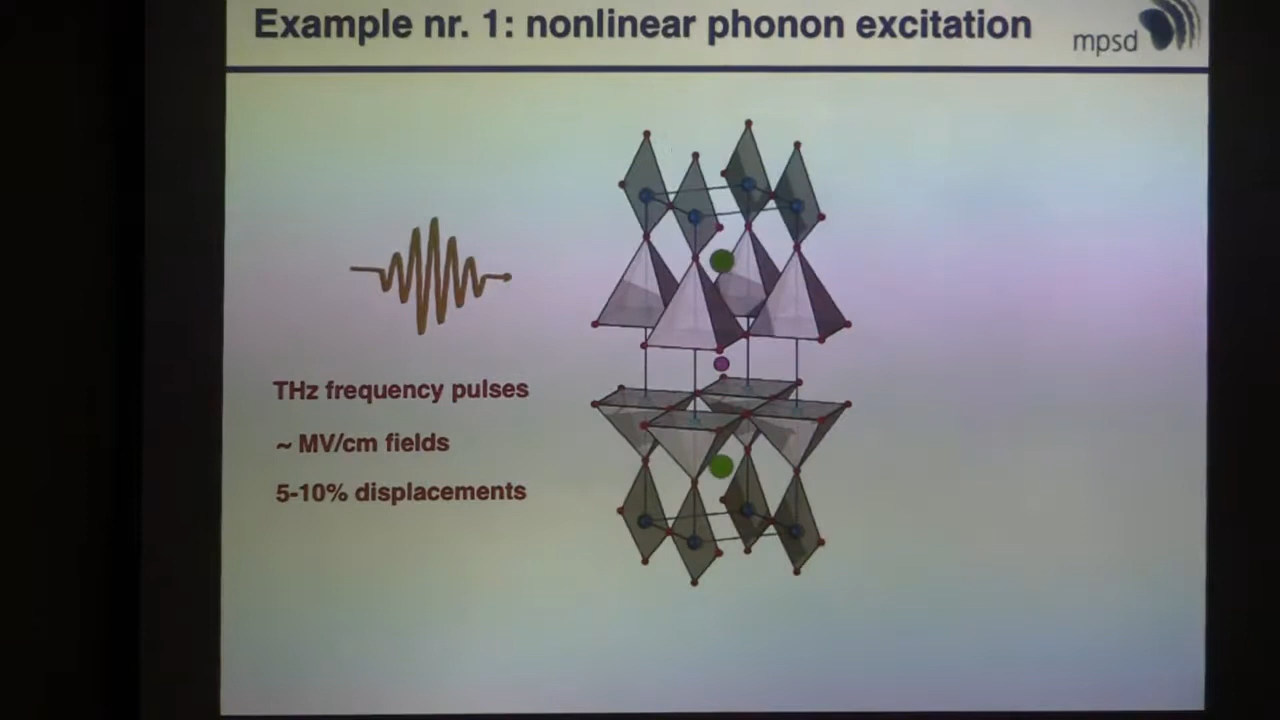 Example nr. 1: nonlinear phonon excitation
mpsd
THz frequency pulses
~ MV/cm fields
5-10% displacements